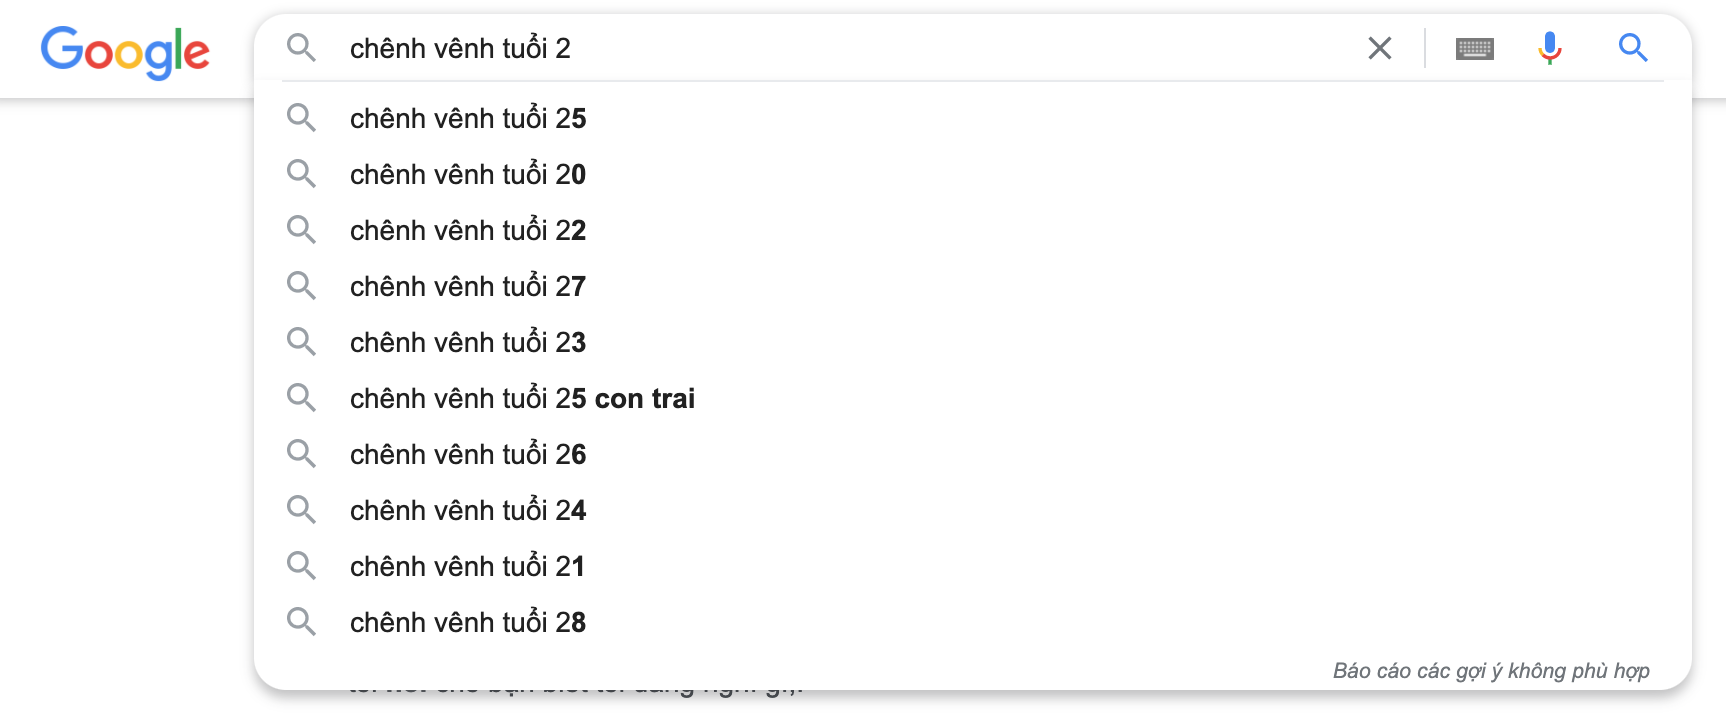 Google
chênh vênh tuổi 2
chênh vênh tuổi 25
chênh vênh tuổi 20
chênh vênh tuổi 22
chênh vênh tuổi 27
chênh vênh tuổi 23
chênh vênh tuổi 25 con trai
chênh vênh tuổi 26
chênh vênh tuổi 24
chênh vênh tuổi 21
chênh vênh tuổi 28
Báo cáo các gợi ý không phù hợp